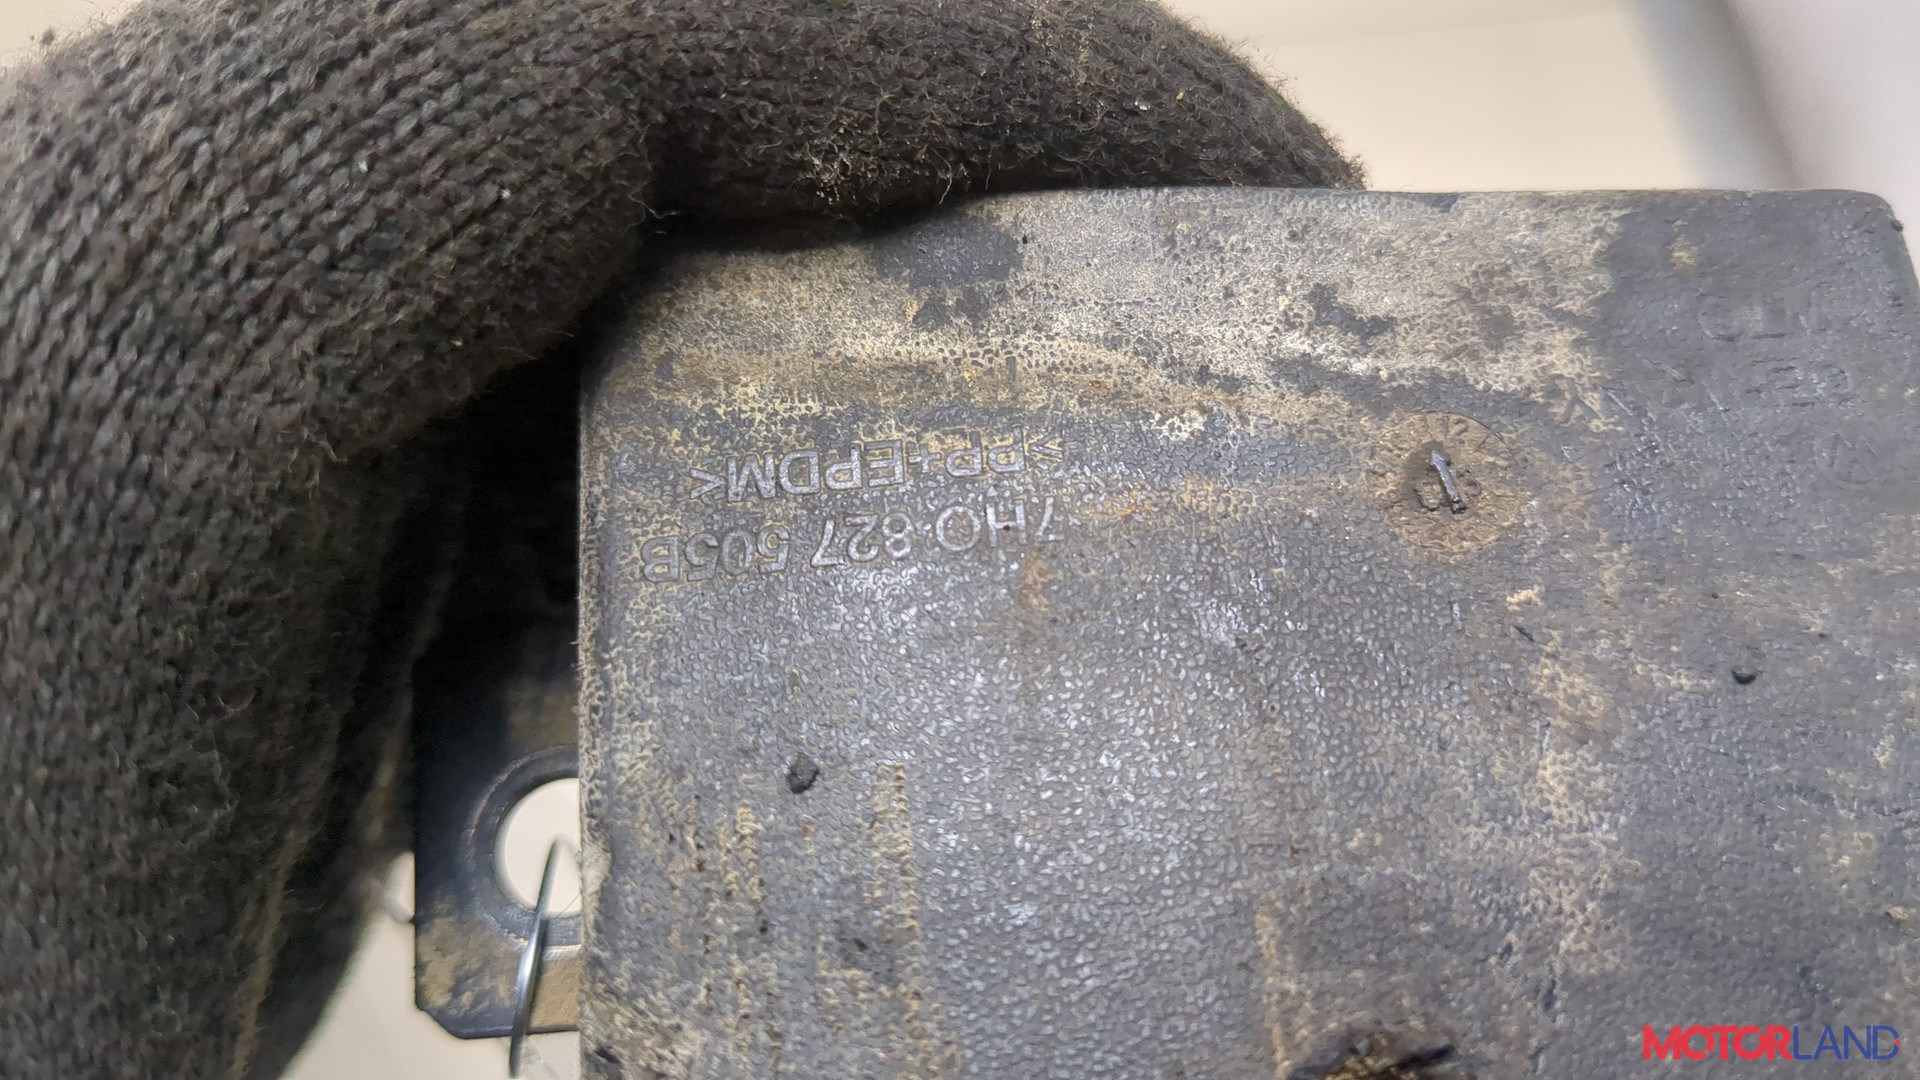 7H0 827 505B
>PP+EPDM<
MOTORLAND